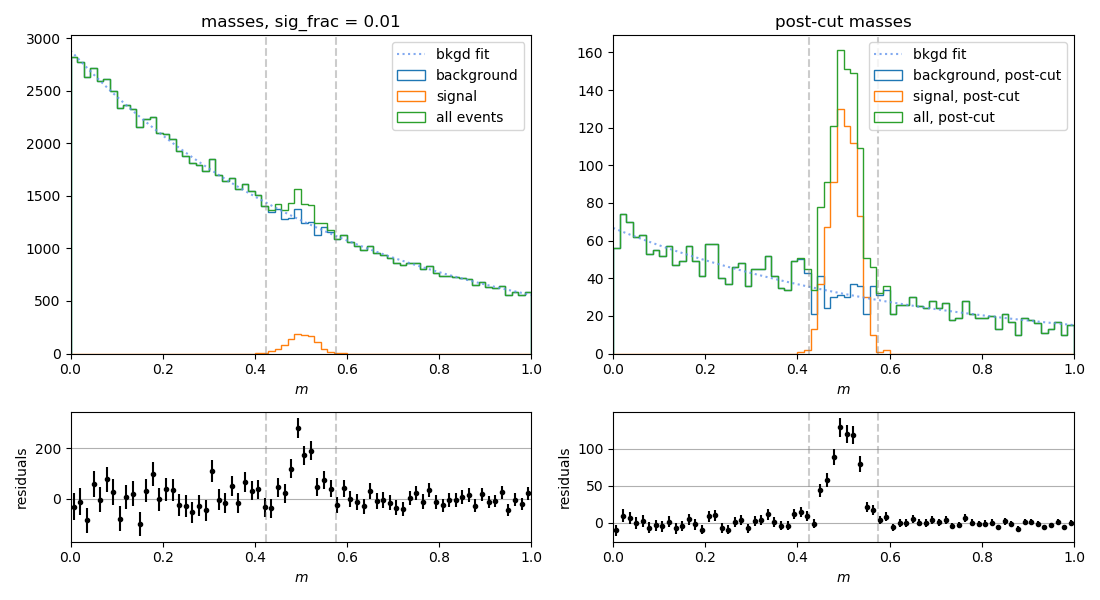 masses, sig_frac = 0.01
3000
2500
2000
1500
1000
500
0
bkgd fit
background
signal
all events
0.0 0.2 0.4 0.6 0.8 1.0
m
post-cut masses
160
140
120
100
80
60
40
20
0
bkgd fit
background, post-cut
signal, post-cut
all, post-cut
0.0 0.2 0.4 0.6 0.8 1.0
m
residuals
200
0
0.0 0.2 0.4 0.6 0.8 1.0
m
residuals
100
50
0
0.0 0.2 0.4 0.6 0.8 1.0
m